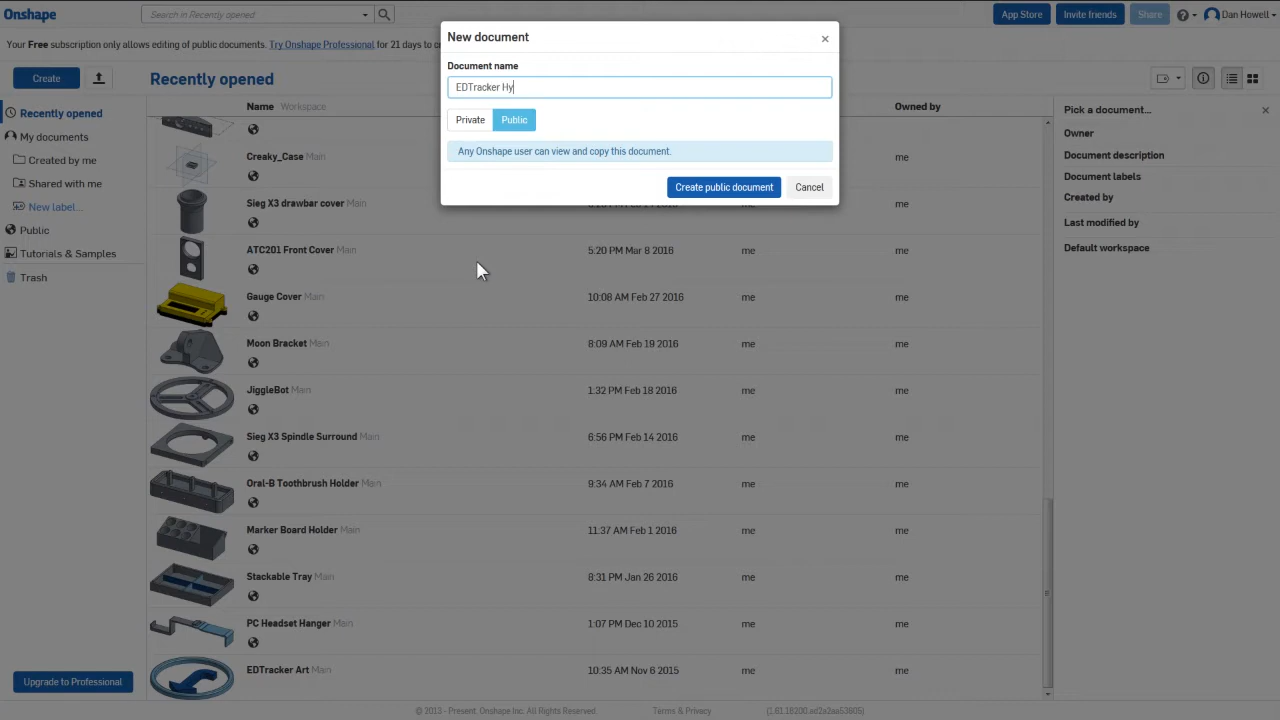 Onshape
Search in Recently opened
App Store
Invite friends
Share
Dan Howell
Your Free subscription only allows editing of public documents. Try Onshape Professional for 21 days to c
Create
Recently opened
Recently opened
My documents
Created by me
Shared with me
New label...
Public
Tutorials & Samples
Trash
Upgrade to Professional
New document
×
Document name
EDTracker Hy
Private
Public
Any Onshape user can view and copy this document.
Create public document
Cancel
Name Workspace
Owned by
Creaky_Case Main
me
Sieg X3 drawbar cover Main
me
ATC201 Front Cover Main
5:20 PM Mar 8 2016
me
me
Gauge Cover Main
10:08 AM Feb 27 2016
me
me
Moon Bracket Main
8:09 AM Feb 19 2016
me
me
JiggleBot Main
1:32 PM Feb 18 2016
me
me
Sieg X3 Spindle Surround Main
6:56 PM Feb 14 2016
me
me
Oral-B Toothbrush Holder Main
9:34 AM Feb 7 2016
me
me
Marker Board Holder Main
11:37 AM Feb 1 2016
me
me
Stackable Tray Main
8:31 PM Jan 26 2016
me
me
PC Headset Hanger Main
1:07 PM Dec 10 2015
me
me
EDTracker Art Main
10:35 AM Nov 6 2015
me
me
Pick a document...
Owner
Document description
Document labels
Created by
Last modified by
Default workspace
© 2013 - Present. Onshape Inc. All Rights Reserved.
Terms & Privacy